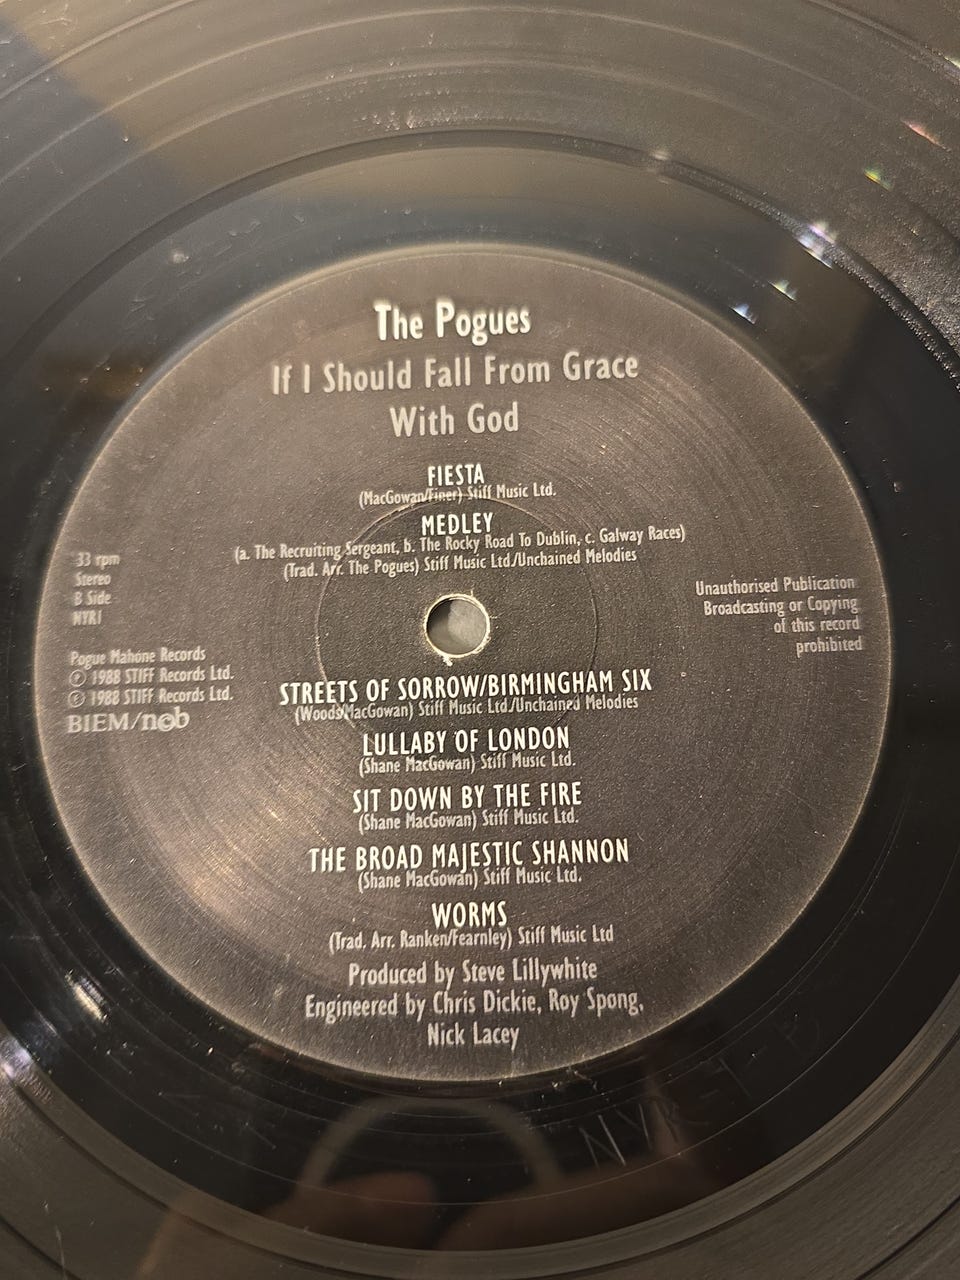 The Pogues
If I Should Fall From Grace
With God
FIESTA
(MacGowan/Finer) Stiff Music Ltd.
MEDLEY
(a. The Recruiting Sergeant, b. The Rocky Road To Dublin, c. Galway Races)
(Trad. Arr. The Pogues) Stiff Music Ltd./Unchained Melodies
33 rpm
Stereo
B Side
NYR1
Pogue Mahone Records
Ⓟ 1988 STIFF Records Ltd.
© 1988 STIFF Records Ltd.
BIEM/ncb
Unauthorised Publication
Broadcasting or Copying
of this record
prohibited
STREETS OF SORROW/BIRMINGHAM SIX
(Woods/MacGowan) Stiff Music Ltd./Unchained Melodies
LULLABY OF LONDON
(Shane MacGowan) Stiff Music Ltd.
SIT DOWN BY THE FIRE
(Shane MacGowan) Stiff Music Ltd.
THE BROAD MAJESTIC SHANNON
(Shane MacGowan) Stiff Music Ltd.
WORMS
(Trad. Arr. Ranken/Fearnley) Stiff Music Ltd
Produced by Steve Lillywhite
Engineered by Chris Dickie, Roy Spong,
Nick Lacey
NYR-1-B